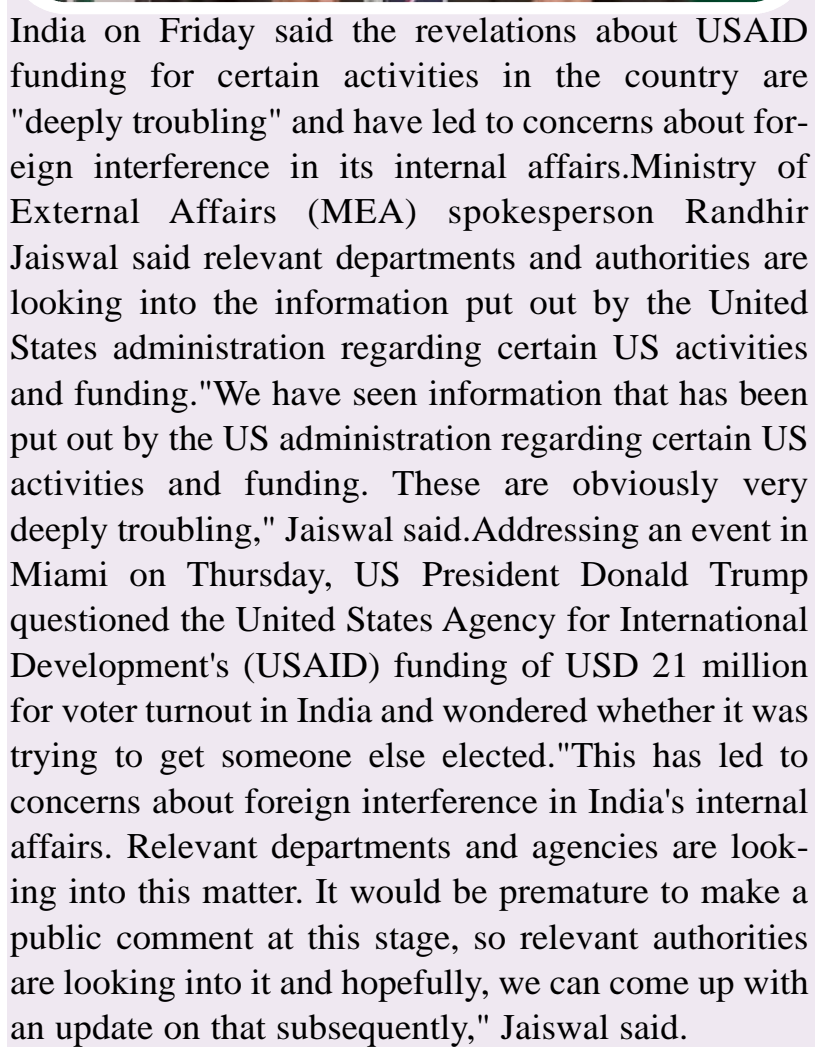 India on Friday said the revelations about USAID
funding for certain activities in the country are
"deeply troubling" and have led to concerns about for-
eign interference in its internal affairs.Ministry of
External Affairs (MEA) spokesperson Randhir
Jaiswal said relevant departments and authorities are
looking into the information put out by the United
States administration regarding certain US activities
and funding."We have seen information that has been
put out by the US administration regarding certain US
activities and funding. These are obviously very
deeply troubling," Jaiswal said.Addressing an event in
Miami on Thursday, US President Donald Trump
questioned the United States Agency for International
Development's (USAID) funding of USD 21 million
for voter turnout in India and wondered whether it was
trying to get someone else elected."This has led to
concerns about foreign interference in India's internal
affairs. Relevant departments and agencies are look-
ing into this matter. It would be premature to make a
public comment at this stage, so relevant authorities
are looking into it and hopefully, we can come up with
an update on that subsequently," Jaiswal said.